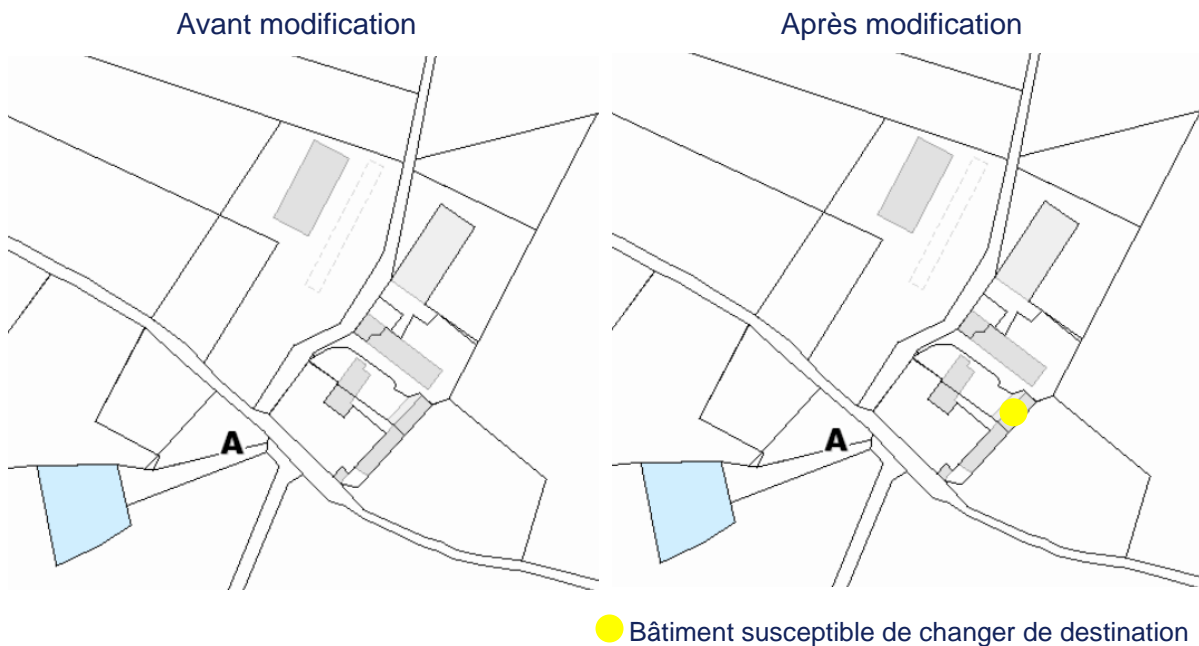 Avant modification
Après modification
A
A
Bâtiment susceptible de changer de destination